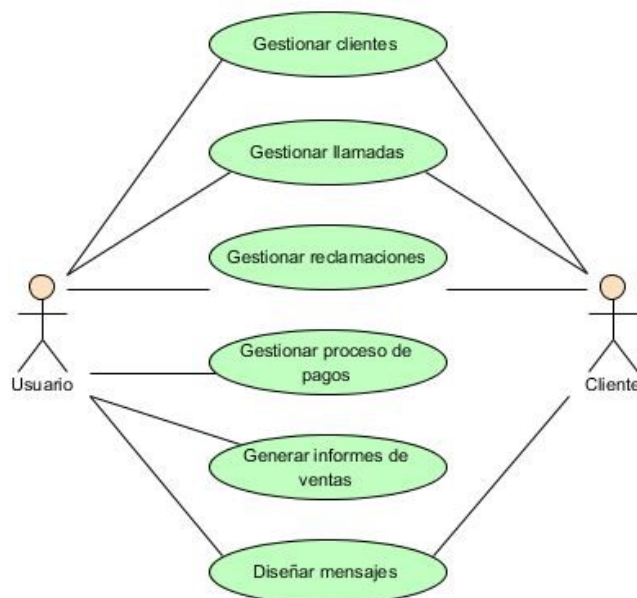 Gestionar clientes
Gestionar llamadas
Gestionar reclamaciones
Gestionar proceso de
pagos
Usuario
Cliente
Generar informes de
ventas
Diseñar mensajes